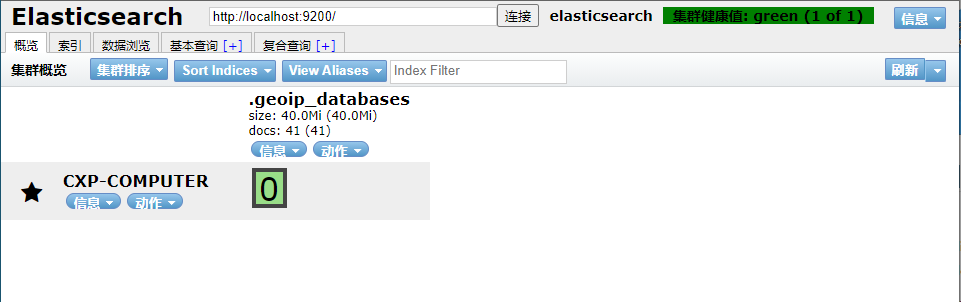 Elasticsearch http://localhost:9200/ 连接 elasticsearch 集群健康值: green (1 of 1) 信息
概览 索引 数据浏览 基本查询 [+] 复合查询 [+]
集群概览 集群排序 Sort Indices View Aliases Index Filter 刷新
.geoip_databases
size: 40.0Mi (40.0Mi)
docs: 41 (41)
信息 动作
CXP-COMPUTER 0
信息 动作